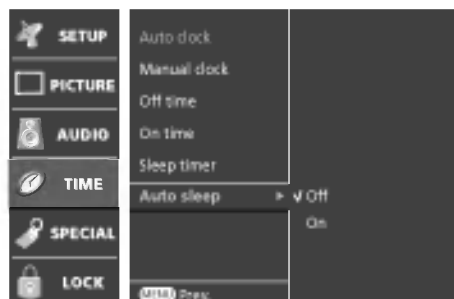 SETUP
PICTURE
AUDIO
TIME
SPECIAL
LOCK
Auto clock
Manual clock
Off time
On time
Sleep timer
Auto sleep ► √ Off
On
MENU Prev.